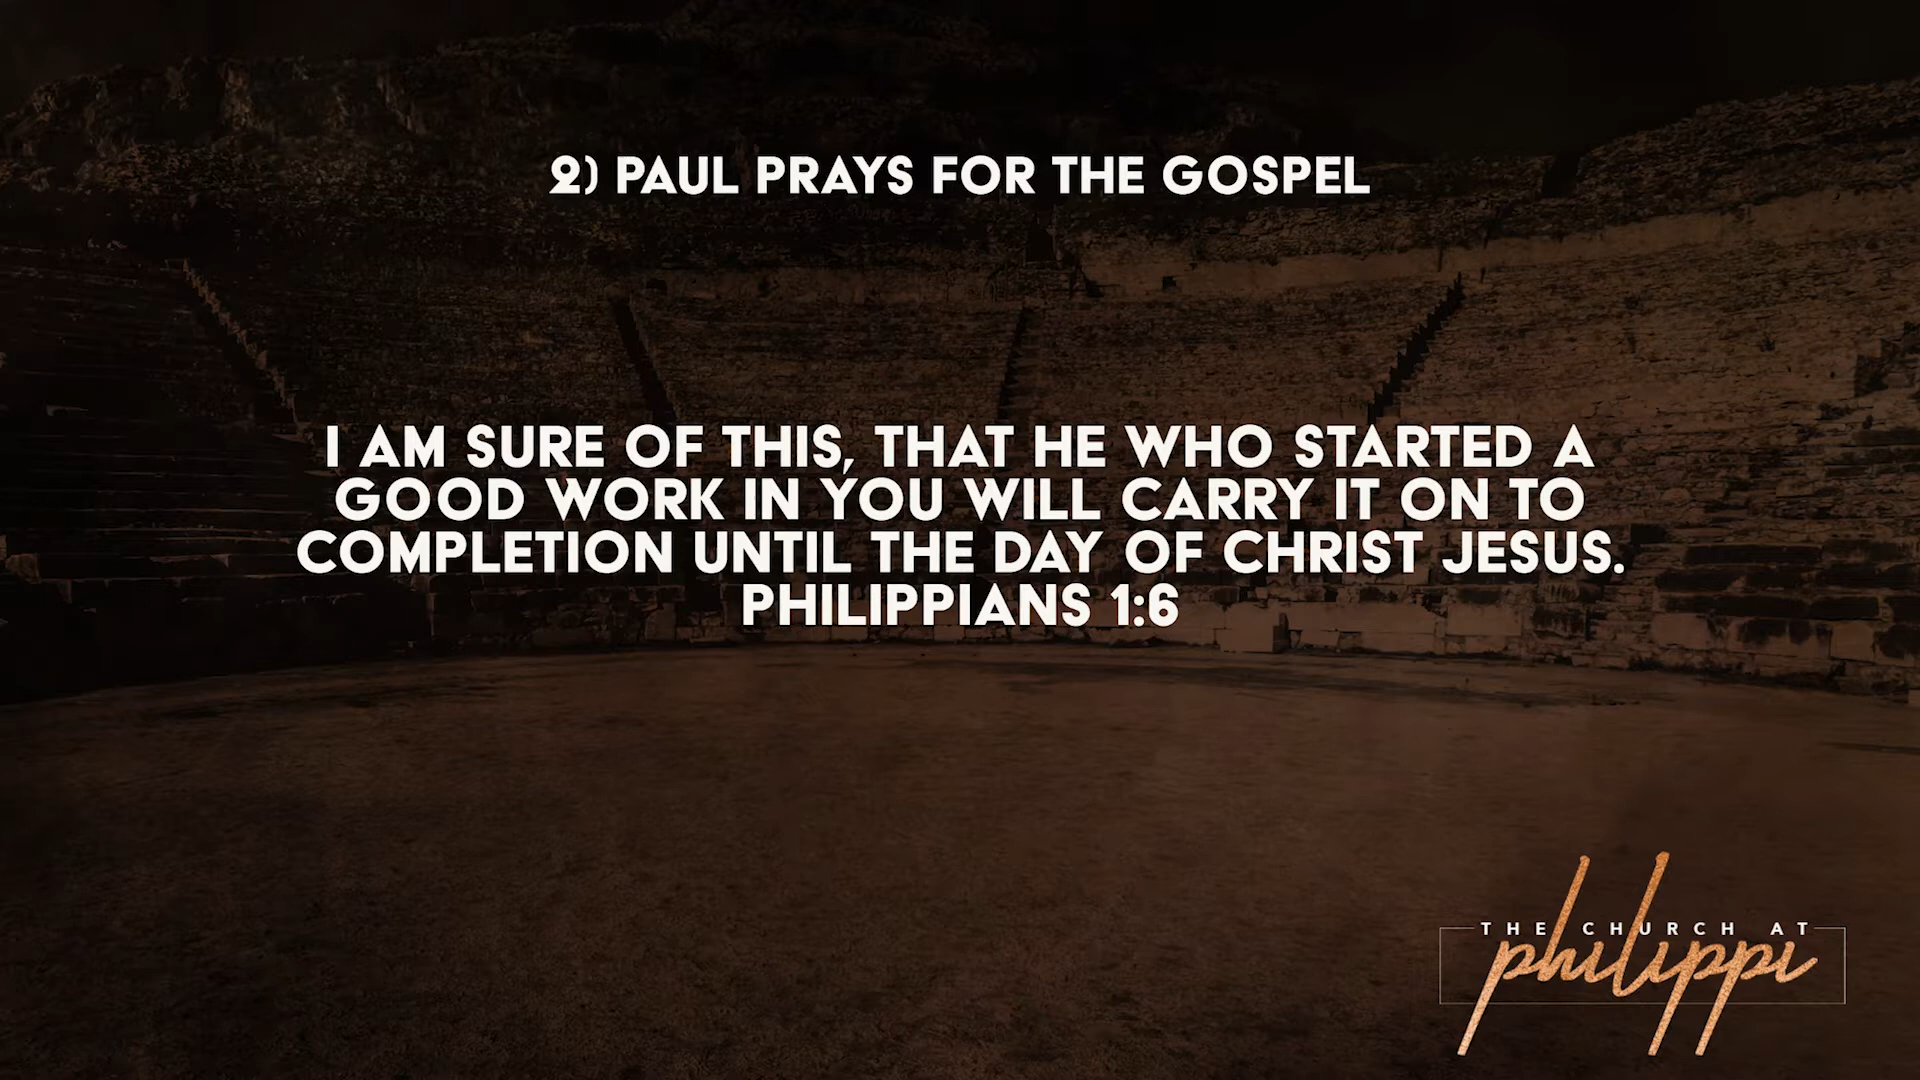 2) PAUL PRAYS FOR THE GOSPEL
I AM SURE OF THIS, THAT HE WHO STARTED A
GOOD WORK IN YOU WILL CARRY IT ON TO
COMPLETION UNTIL THE DAY OF CHRIST JESUS.
PHILIPPIANS 1:6
THE CHURCH AT
philippi